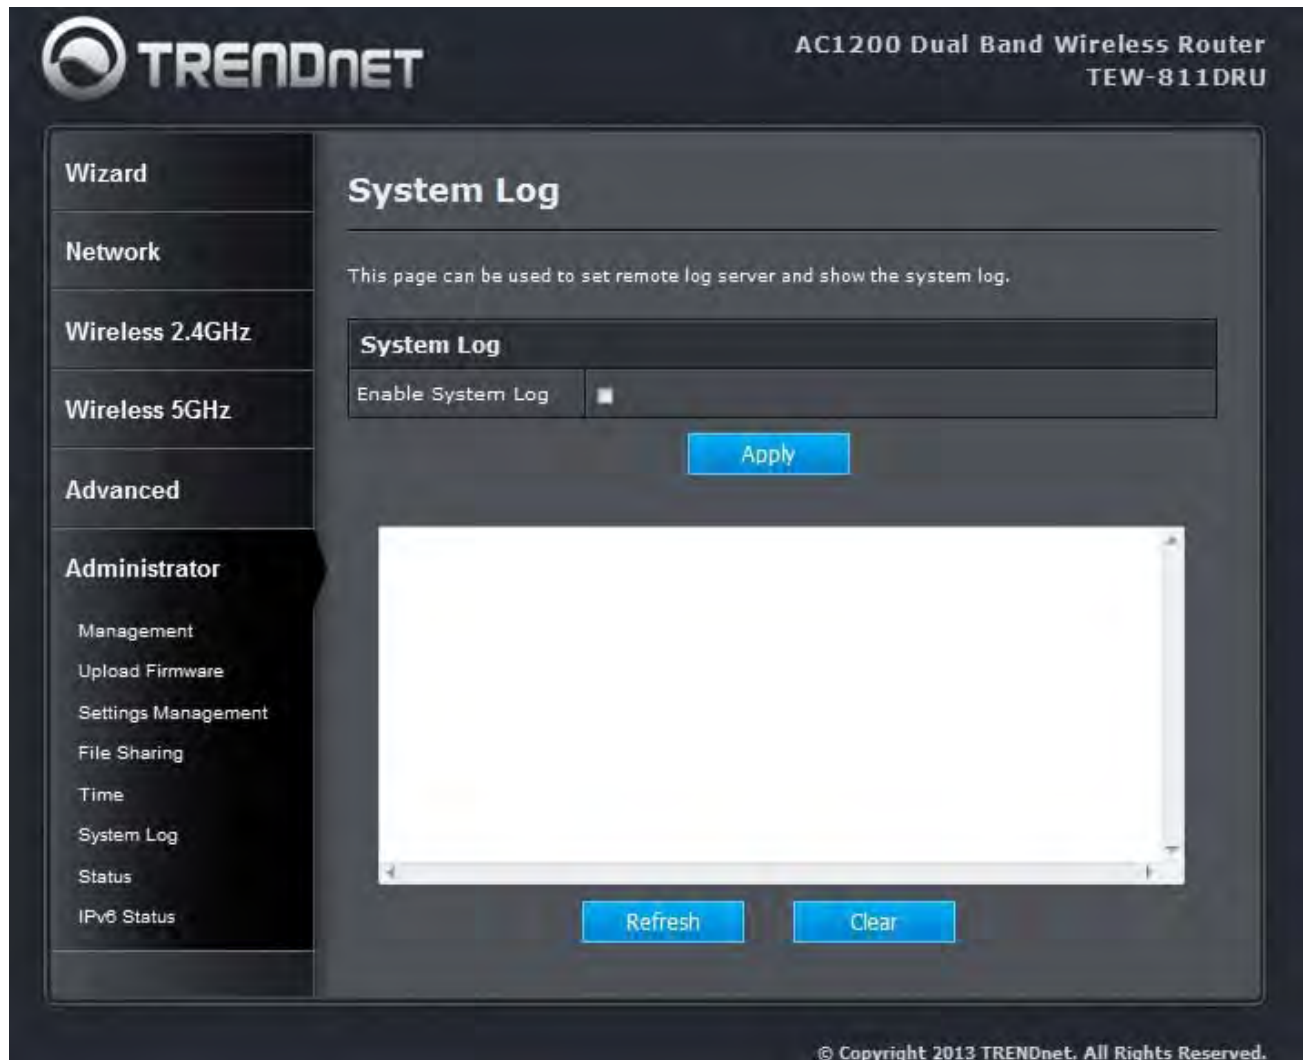 TRENDNET
AC1200 Dual Band Wireless Router
TEW-811DRU
Wizard
Network
Wireless 2.4GHz
Wireless 5GHz
Advanced
Administrator
Management
Upload Firmware
Settings Management
File Sharing
Time
System Log
Status
IPv6 Status
System Log
This page can be used to set remote log server and show the system log.
System Log
Enable System Log
Apply
Refresh
Clear
© Copyright 2013 TRENDnet. All Rights Reserved.